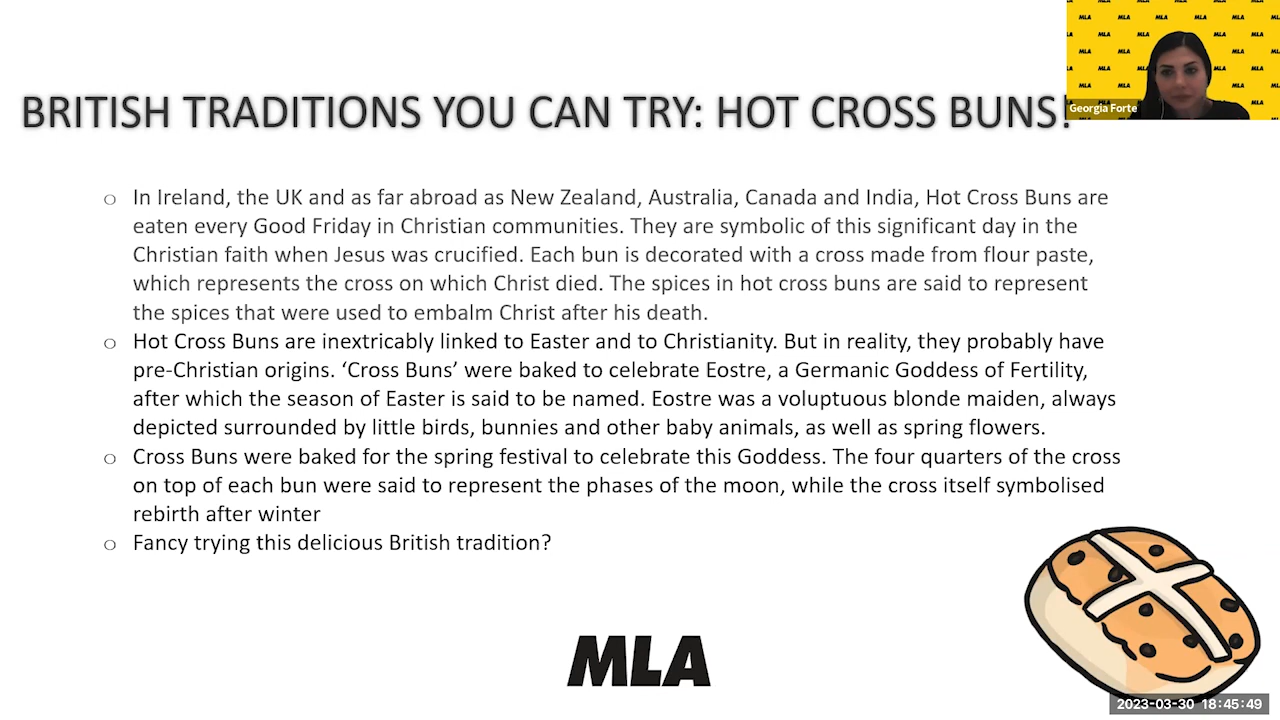 BRITISH TRADITIONS YOU CAN TRY: HOT CROSS BUNS!
Georgia Forte
○ In Ireland, the UK and as far abroad as New Zealand, Australia, Canada and India, Hot Cross Buns are
eaten every Good Friday in Christian communities. They are symbolic of this significant day in the
Christian faith when Jesus was crucified. Each bun is decorated with a cross made from flour paste,
which represents the cross on which Christ died. The spices in hot cross buns are said to represent
the spices that were used to embalm Christ after his death.
○ Hot Cross Buns are inextricably linked to Easter and to Christianity. But in reality, they probably have
pre-Christian origins. ‘Cross Buns’ were baked to celebrate Eostre, a Germanic Goddess of Fertility,
after which the season of Easter is said to be named. Eostre was a voluptuous blonde maiden, always
depicted surrounded by little birds, bunnies and other baby animals, as well as spring flowers.
○ Cross Buns were baked for the spring festival to celebrate this Goddess. The four quarters of the cross
on top of each bun were said to represent the phases of the moon, while the cross itself symbolised
rebirth after winter
○ Fancy trying this delicious British tradition?
MLA
2023-03-30 18:45:49